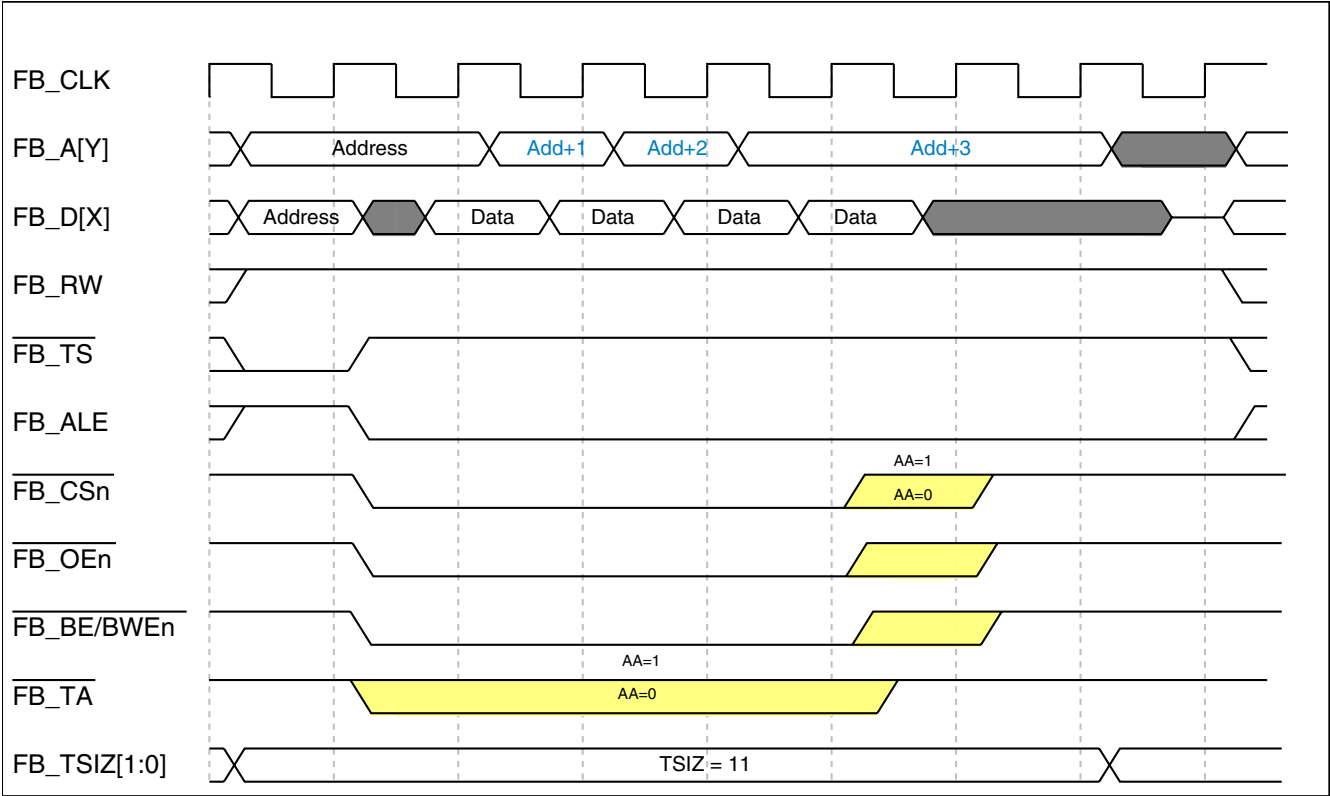 FB_CLK
FB_A[Y] Address Add+1 Add+2 Add+3
FB_D[X] Address Data Data Data Data
FB_RW
FB_TS
FB_ALE
AA=1
FB_CSn AA=0
FB_OEn
FB_BE/BWEn
AA=1
FB_TA AA=0
FB_TSIZ[1:0] TSIZ = 11